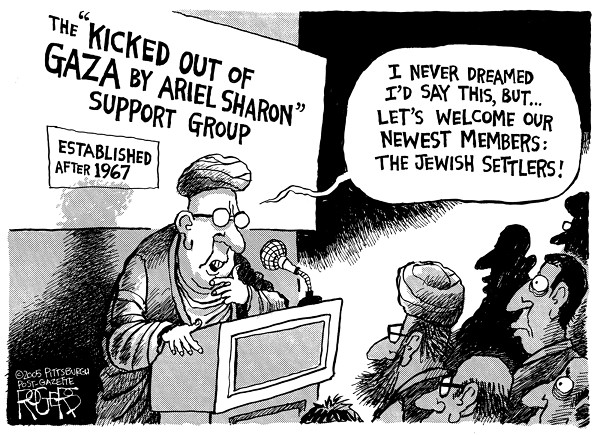 THE "KICKED OUT OF
GAZA BY ARIEL SHARON"
SUPPORT GROUP
ESTABLISHED
AFTER 1967
I NEVER DREAMED
I'D SAY THIS, BUT...
LET'S WELCOME OUR
NEWEST MEMBERS:
THE JEWISH SETTLERS!
©2005 PITTSBURGH
POST-GAZETTE
ROGERS